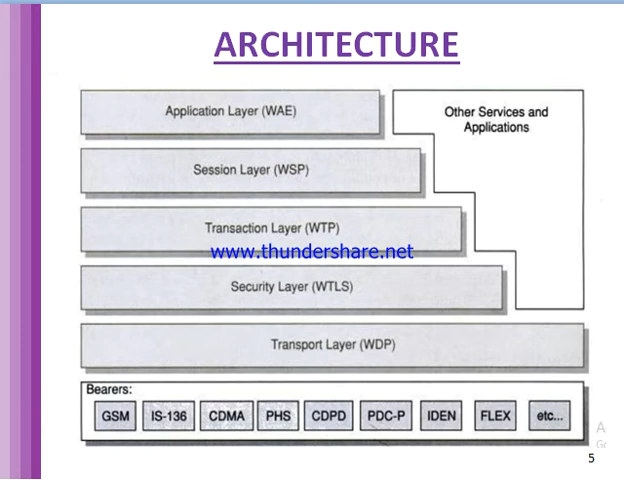 ARCHITECTURE
Application Layer (WAE)
Other Services and
Applications
Session Layer (WSP)
Transaction Layer (WTP)
www.thundershare.net
Security Layer (WTLS)
Transport Layer (WDP)
Bearers:
GSM IS-136 CDMA PHS CDPD PDC-P IDEN FLEX etc...
A
Gr
5